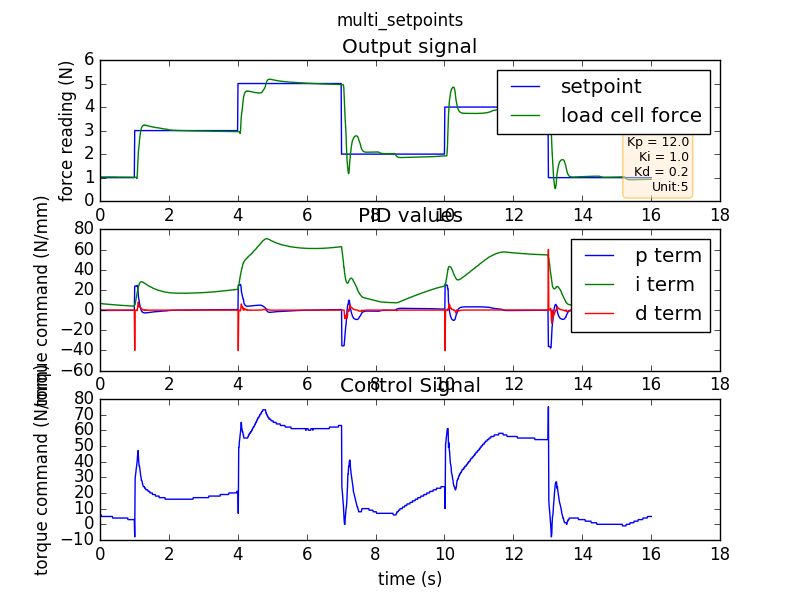 multi_setpoints
Output signal
force reading (N)
6
5
4
3
2
1
0
setpoint
load cell force
Kp = 12.0
Ki = 1.0
Kd = 0.2
Unit:5
0 2 4 6 8 10 12 14 16 18
PID values
torque command (N/mm)
80
60
40
20
0
−20
−40
−60
p term
i term
d term
0 2 4 6 8 10 12 14 16 18
Control Signal
torque command (N/mm)
80
70
60
50
40
30
20
10
0
−10
0 2 4 6 8 10 12 14 16 18
time (s)